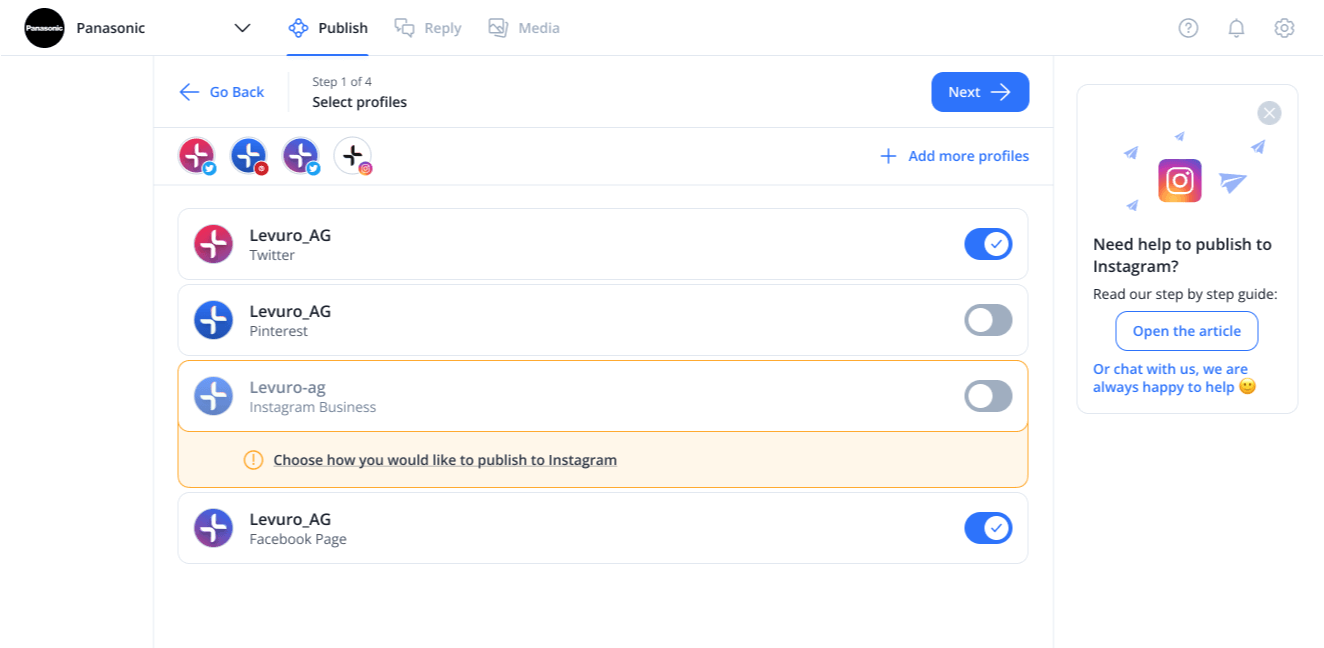 Panasonic
Panasonic
Publish
Reply
Media
Go Back
Step 1 of 4
Select profiles
Next
Add more profiles
Levuro_AG
Twitter
Levuro_AG
Pinterest
Levuro-ag
Instagram Business
Choose how you would like to publish to Instagram
Levuro_AG
Facebook Page
Need help to publish to
Instagram?
Read our step by step guide:
Open the article
Or chat with us, we are
always happy to help 🙂